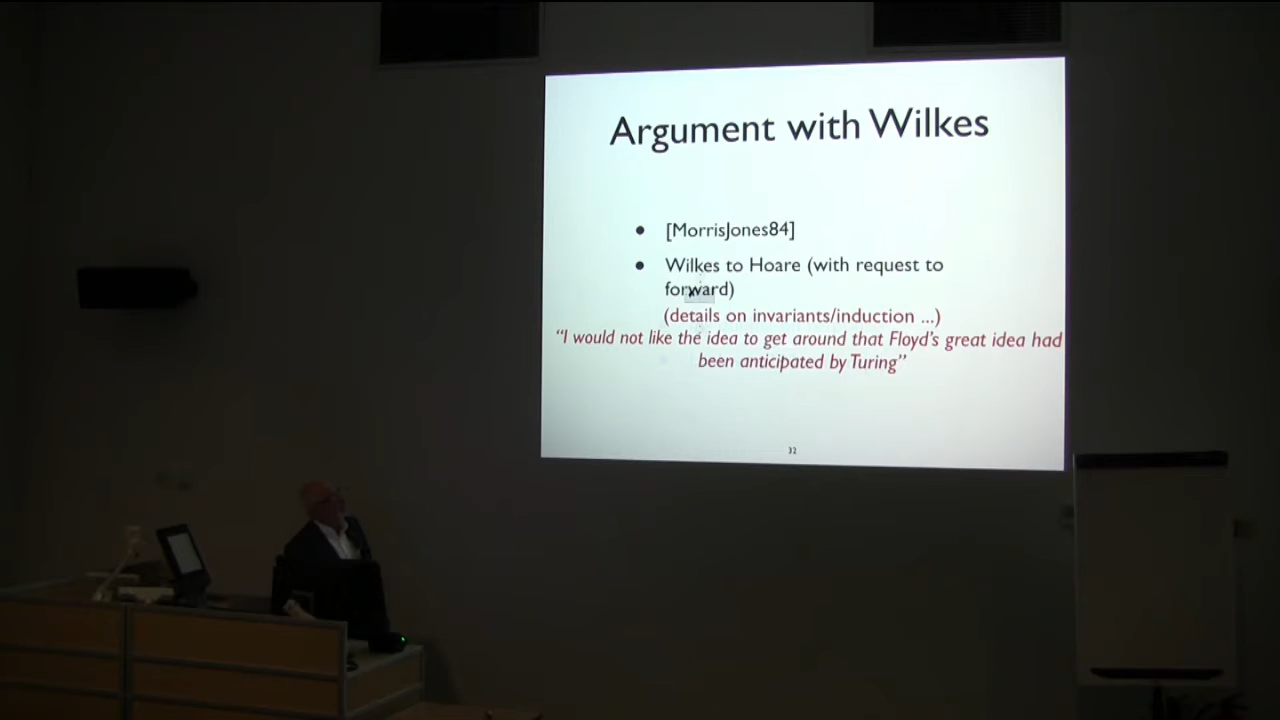 Argument with Wilkes
[MorrisJones84]
Wilkes to Hoare (with request to
forward)
(details on invariants/induction ...)
“I would not like the idea to get around that Floyd’s great idea had
been anticipated by Turing”
32